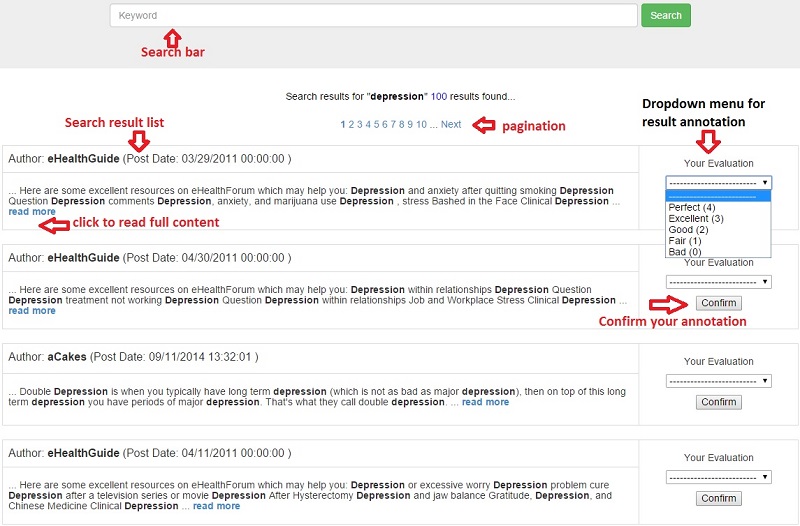 Keyword
Search
Search bar
Search results for "depression" 100 results found...
1 2 3 4 5 6 7 8 9 10 ... Next
pagination
Search result list
Dropdown menu for
result annotation
Author: eHealthGuide (Post Date: 03/29/2011 00:00:00 )
... Here are some excellent resources on eHealthForum which may help you: Depression and anxiety after quitting smoking Depression
Question Depression comments Depression, anxiety, and marijuana use Depression , stress Bashed in the Face Clinical Depression ...
read more
click to read full content
Your Evaluation
-------------------------
-------------------------
Perfect (4)
Excellent (3)
Good (2)
Fair (1)
Bad (0)
Author: eHealthGuide (Post Date: 04/30/2011 00:00:00 )
... Here are some excellent resources on eHealthForum which may help you: Depression within relationships Depression Question
Depression treatment not working Depression Question Depression within relationships Job and Workplace Stress Clinical Depression ...
read more
Your Evaluation
-------------------------
Confirm
Confirm your annotation
Author: aCakes (Post Date: 09/11/2014 13:32:01 )
... Double Depression is when you typically have long term depression (which is not as bad as major depression), then on top of this long
term depression you have periods of major depression. That's what they call double depression. ... read more
Your Evaluation
-------------------------
Confirm
Author: eHealthGuide (Post Date: 04/11/2011 00:00:00 )
... Here are some excellent resources on eHealthForum which may help you: Depression or excessive worry Depression problem cure
Depression after a television series or movie Depression After Hysterectomy Depression and jaw balance Gratitude, Depression, and
Chinese Medicine Clinical Depression ... read more
Your Evaluation
-------------------------
Confirm